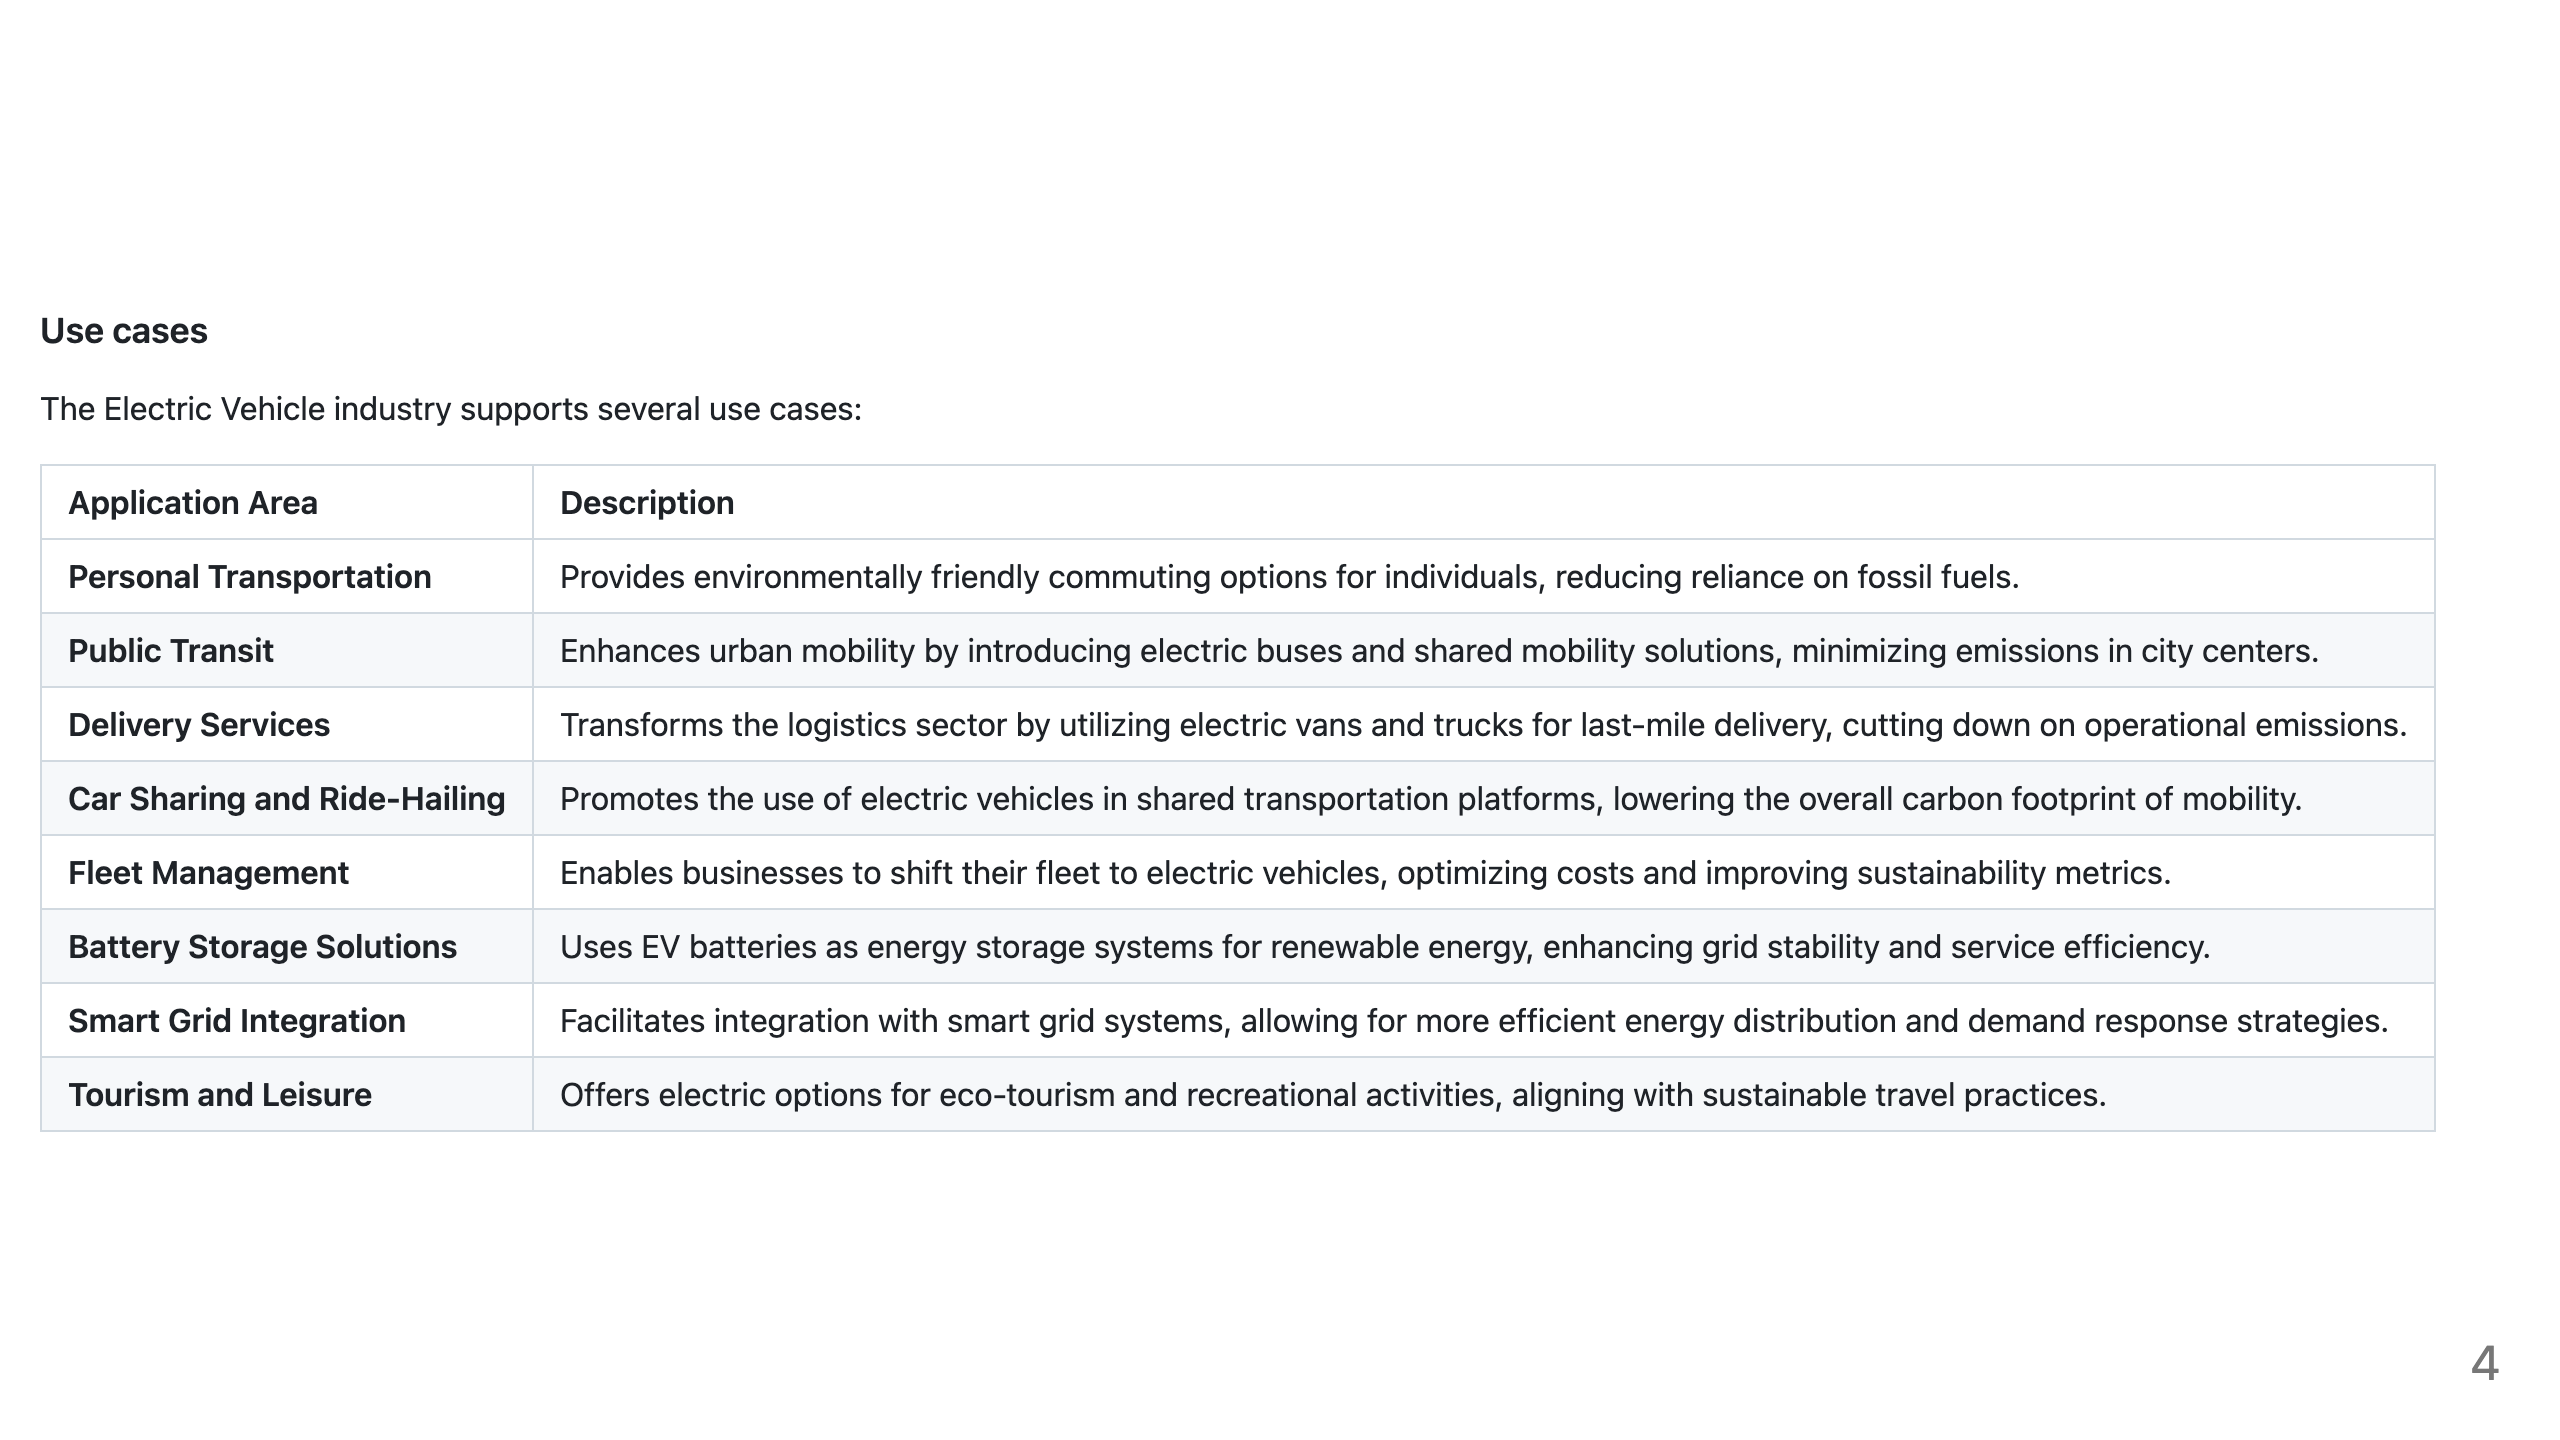 Use cases
The Electric Vehicle industry supports several use cases:
Application Area Description
Personal Transportation Provides environmentally friendly commuting options for individuals, reducing reliance on fossil fuels.
Public Transit Enhances urban mobility by introducing electric buses and shared mobility solutions, minimizing emissions in city centers.
Delivery Services Transforms the logistics sector by utilizing electric vans and trucks for last-mile delivery, cutting down on operational emissions.
Car Sharing and Ride-Hailing Promotes the use of electric vehicles in shared transportation platforms, lowering the overall carbon footprint of mobility.
Fleet Management Enables businesses to shift their fleet to electric vehicles, optimizing costs and improving sustainability metrics.
Battery Storage Solutions Uses EV batteries as energy storage systems for renewable energy, enhancing grid stability and service efficiency.
Smart Grid Integration Facilitates integration with smart grid systems, allowing for more efficient energy distribution and demand response strategies.
Tourism and Leisure Offers electric options for eco-tourism and recreational activities, aligning with sustainable travel practices.
4